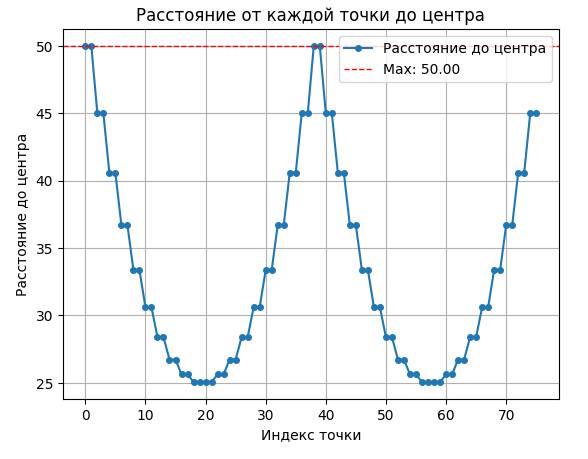 Расстояние от каждой точки до центра
Расстояние до центра
Max: 50.00
Расстояние до центра
50
45
40
35
30
25
0 10 20 30 40 50 60 70
Индекс точки